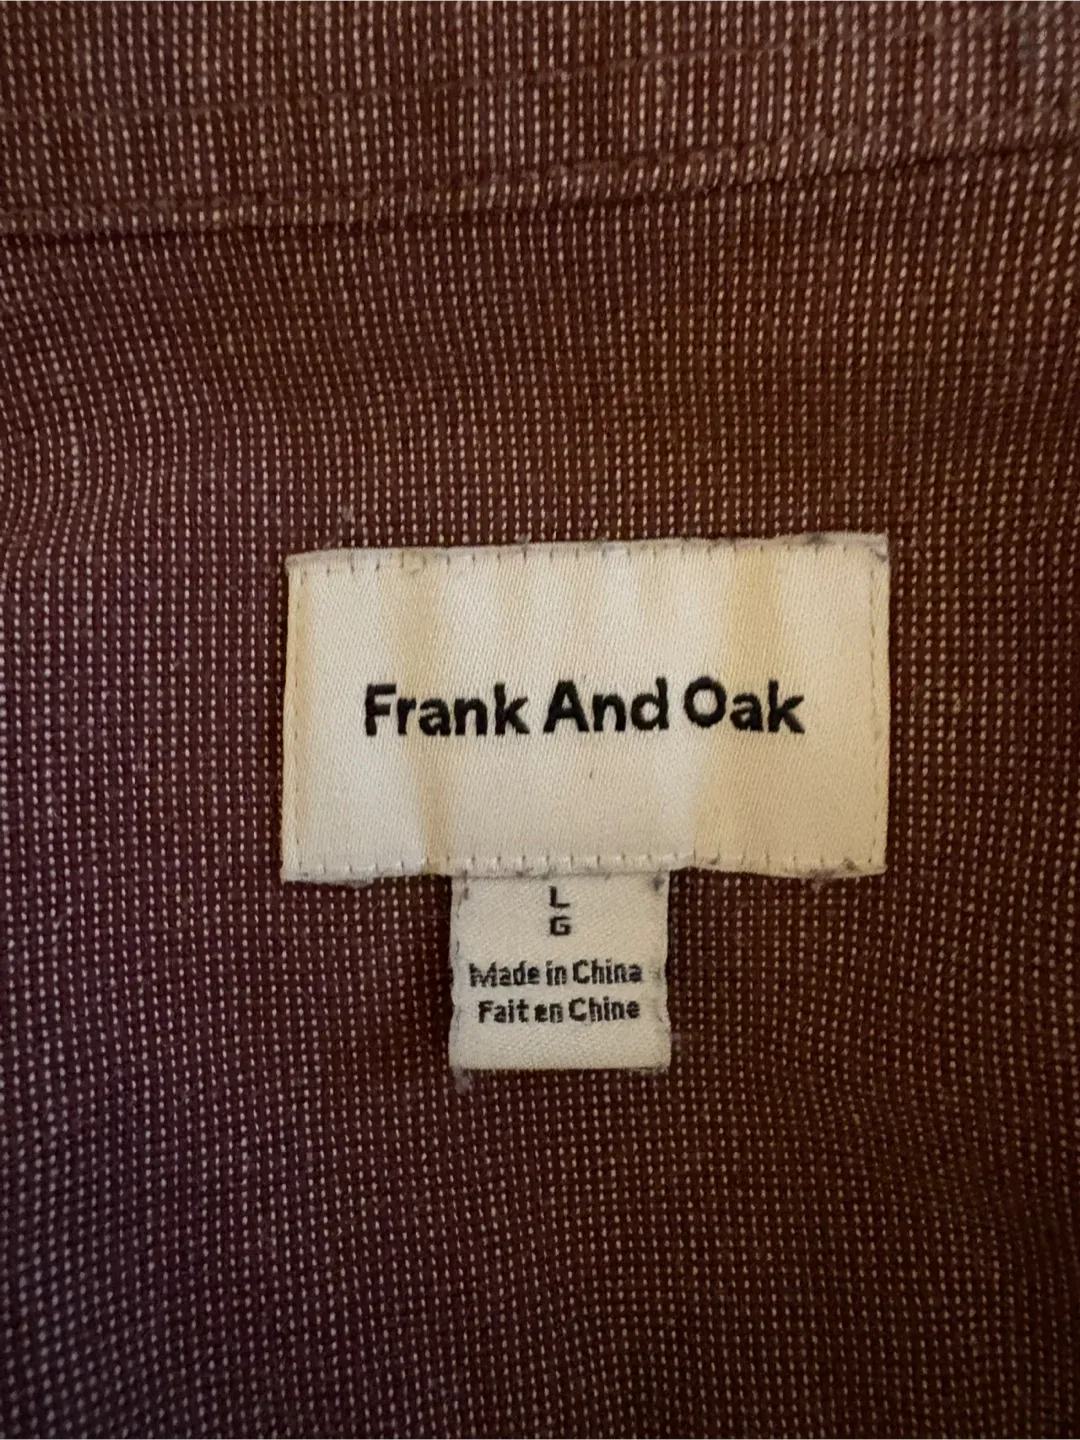 Frank And Oak
L
G
Made in China
Fait en Chine